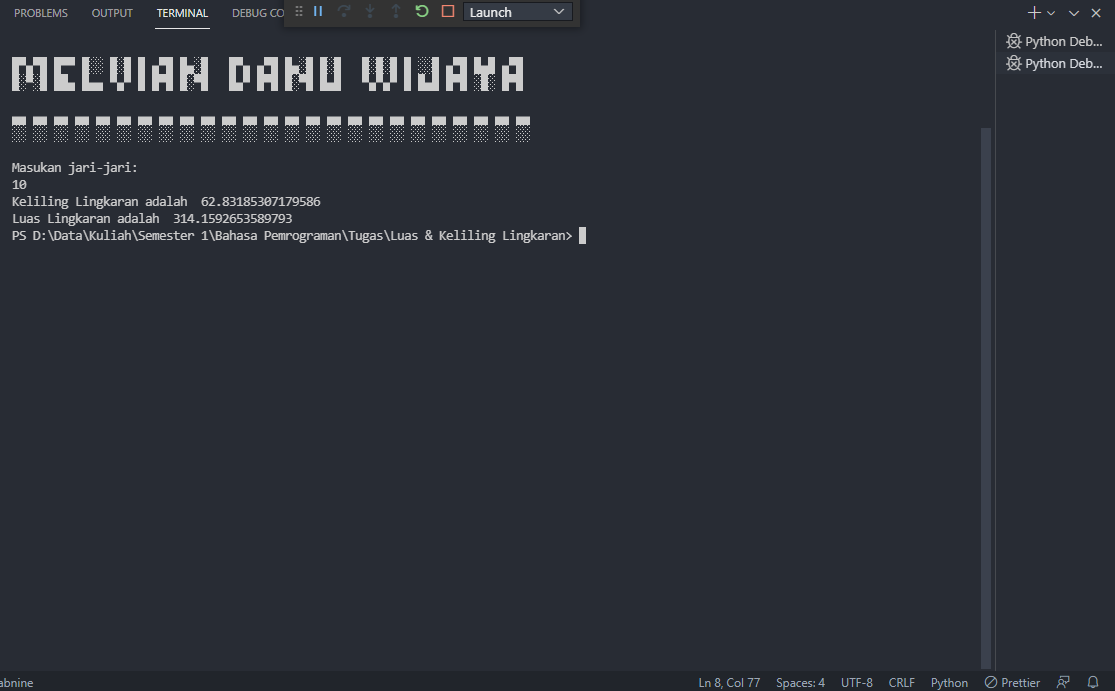 PROBLEMS OUTPUT TERMINAL DEBUG CO Launch
Python Deb...
Python Deb...
MELVIAN DANU WIJAYA
Masukan jari-jari:
10
Keliling Lingkaran adalah  62.83185307179586
Luas Lingkaran adalah  314.1592653589793
PS D:\Data\Kuliah\Semester 1\Bahasa Pemrograman\Tugas\Luas & Keliling Lingkaran>
abnine Ln 8, Col 77 Spaces: 4 UTF-8 CRLF Python Prettier